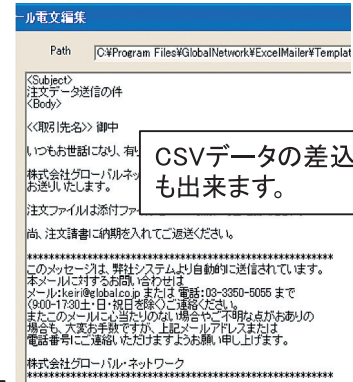 ール電文編集
Path C:¥Program Files¥GlobalNetwork¥ExcelMailer¥Templat
<Subject>
注文データ送信の件
<Body>
<<取引先名>> 御中
いつもお世話になり、有り
CSVデータの差込
も出来ます。
株式会社グローバルネッ
お送りいたします。
注文ファイルは添付ファ
尚、注文請書に納期を入れてご返送ください。
************************************************************
このメッセージは、弊社システムより自動的に送信されています。
本メールに対するお問い合わせは
メール:keiri@global.co.jp または 電話:03-3350-5055 まで
(9:00-17:30土・日・祝日を除く)ご連絡ください。
またこのメールに心当たりのない場合やご不明な点がおありの
場合も、大変お手数ですが、上記メールアドレスまたは
電話番号にご連絡いただけますようお願い申し上げます。
株式会社グローバル・ネットワーク
************************************************************